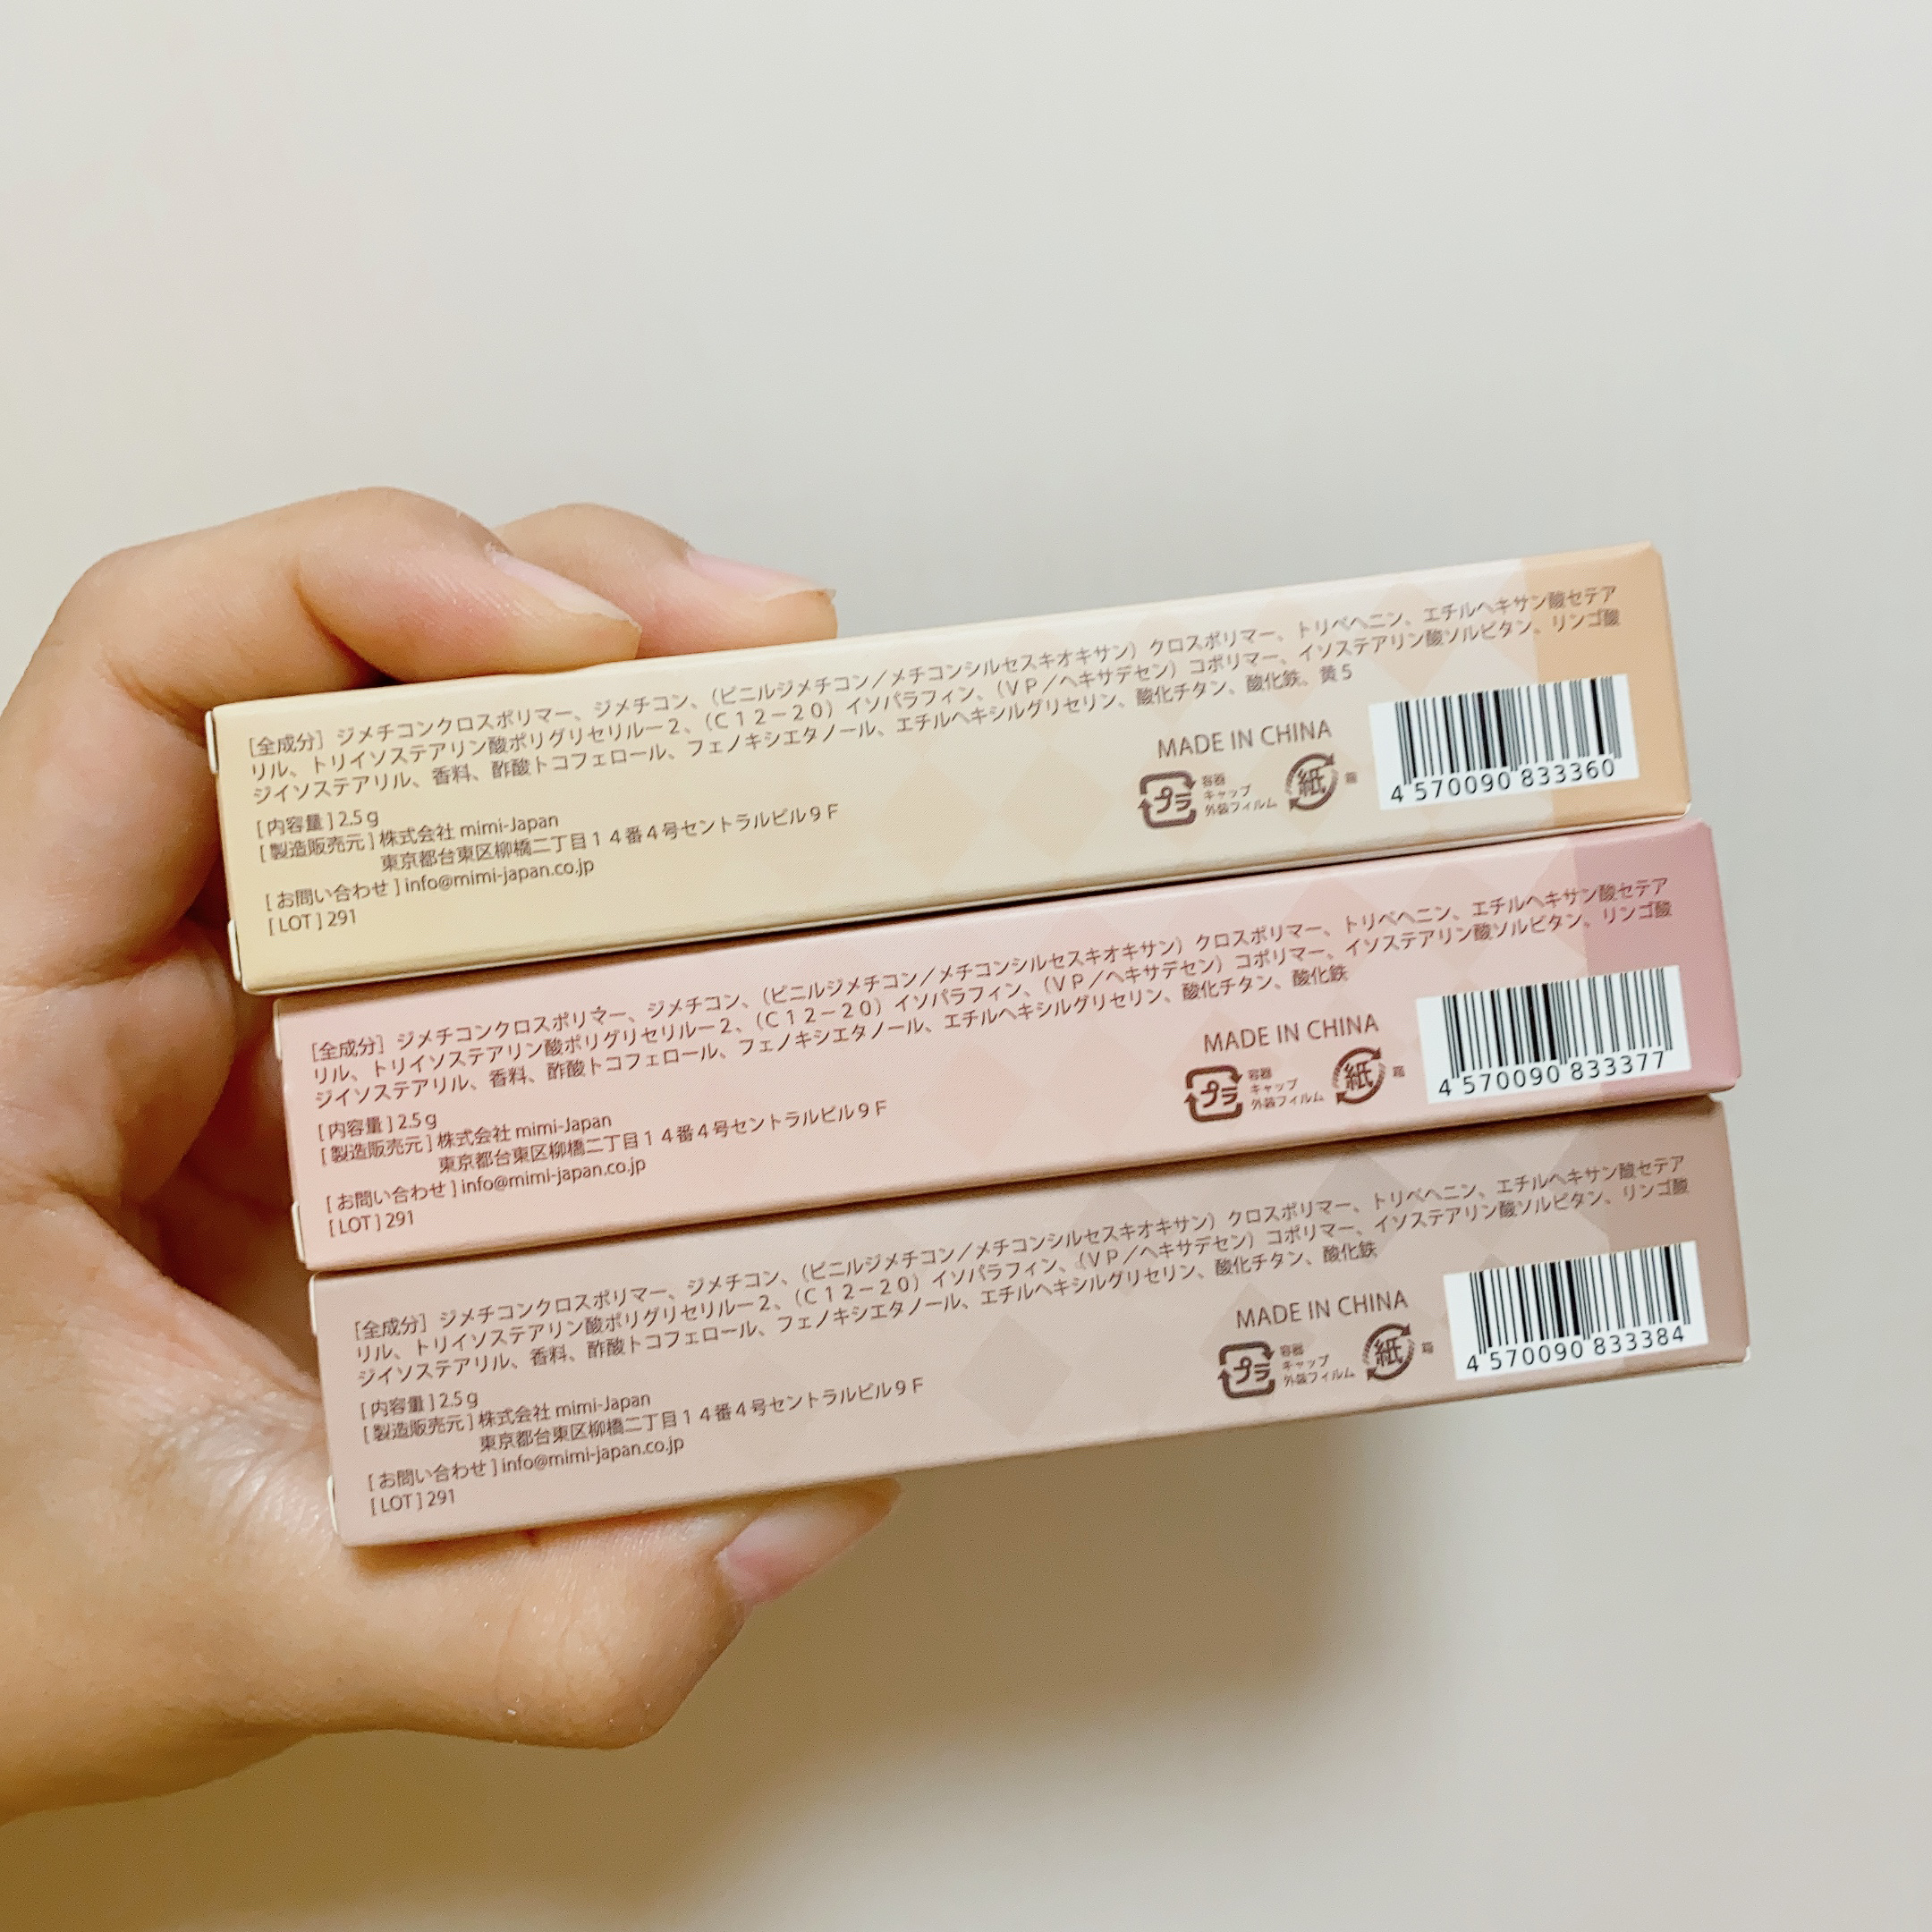 [全成分] ジメチコンクロスポリマー、ジメチコン、(ビニルジメチコン/メチコンシルセスキオキサン) クロスポリマー、トリベヘニン、エチルヘキサン酸セテア
リル、トリイソステアリン酸ポリグリセリル－２、(Ｃ１２－２０) イソパラフィン、(ＶＰ/ヘキサデセン) コポリマー、イソステアリン酸ソルビタン、リンゴ酸
ジイソステアリル、香料、酢酸トコフェロール、フェノキシエタノール、エチルヘキシルグリセリン、酸化チタン、酸化鉄、黄５
[ 内容量 ] 2.5 g
[ 製造販売元 ] 株式会社 mimi-Japan
東京都台東区柳橋二丁目１４番４号セントラルビル９Ｆ
[ お問い合わせ ] info@mimi-japan.co.jp
[ LOT ] 291
MADE IN CHINA
プラ
容器
キャップ
外装フィルム
紙
箱
4 570090 833360
[全成分] ジメチコンクロスポリマー、ジメチコン、(ビニルジメチコン/メチコンシルセスキオキサン) クロスポリマー、トリベヘニン、エチルヘキサン酸セテア
リル、トリイソステアリン酸ポリグリセリル－２、(Ｃ１２－２０) イソパラフィン、(ＶＰ/ヘキサデセン) コポリマー、イソステアリン酸ソルビタン、リンゴ酸
ジイソステアリル、香料、酢酸トコフェロール、フェノキシエタノール、エチルヘキシルグリセリン、酸化チタン、酸化鉄
[ 内容量 ] 2.5 g
[ 製造販売元 ] 株式会社 mimi-Japan
東京都台東区柳橋二丁目１４番４号セントラルビル９Ｆ
[ お問い合わせ ] info@mimi-japan.co.jp
[ LOT ] 291
MADE IN CHINA
プラ
容器
キャップ
外装フィルム
紙
箱
4 570090 833377
[全成分] ジメチコンクロスポリマー、ジメチコン、(ビニルジメチコン/メチコンシルセスキオキサン) クロスポリマー、トリベヘニン、エチルヘキサン酸セテア
リル、トリイソステアリン酸ポリグリセリル－２、(Ｃ１２－２０) イソパラフィン、(ＶＰ/ヘキサデセン) コポリマー、イソステアリン酸ソルビタン、リンゴ酸
ジイソステアリル、香料、酢酸トコフェロール、フェノキシエタノール、エチルヘキシルグリセリン、酸化チタン、酸化鉄
[ 内容量 ] 2.5 g
[ 製造販売元 ] 株式会社 mimi-Japan
東京都台東区柳橋二丁目１４番４号セントラルビル９Ｆ
[ お問い合わせ ] info@mimi-japan.co.jp
[ LOT ] 291
MADE IN CHINA
プラ
容器
キャップ
外装フィルム
紙
箱
4 570090 833384